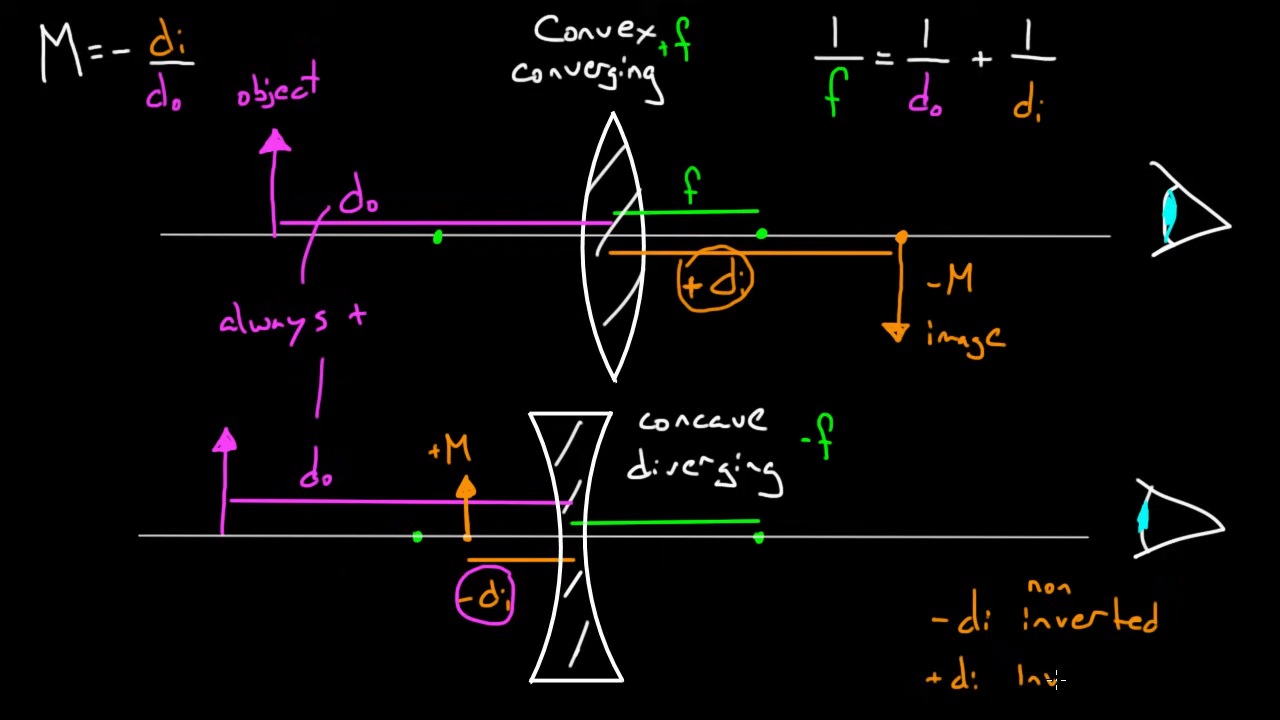 M = - di/do
object
Convex +f
converging
1/f = 1/do + 1/di
do
f
+ di
- M
image
always +
concave -f
diverging
+M
do
- di
non
- di inverted
+ di Inv